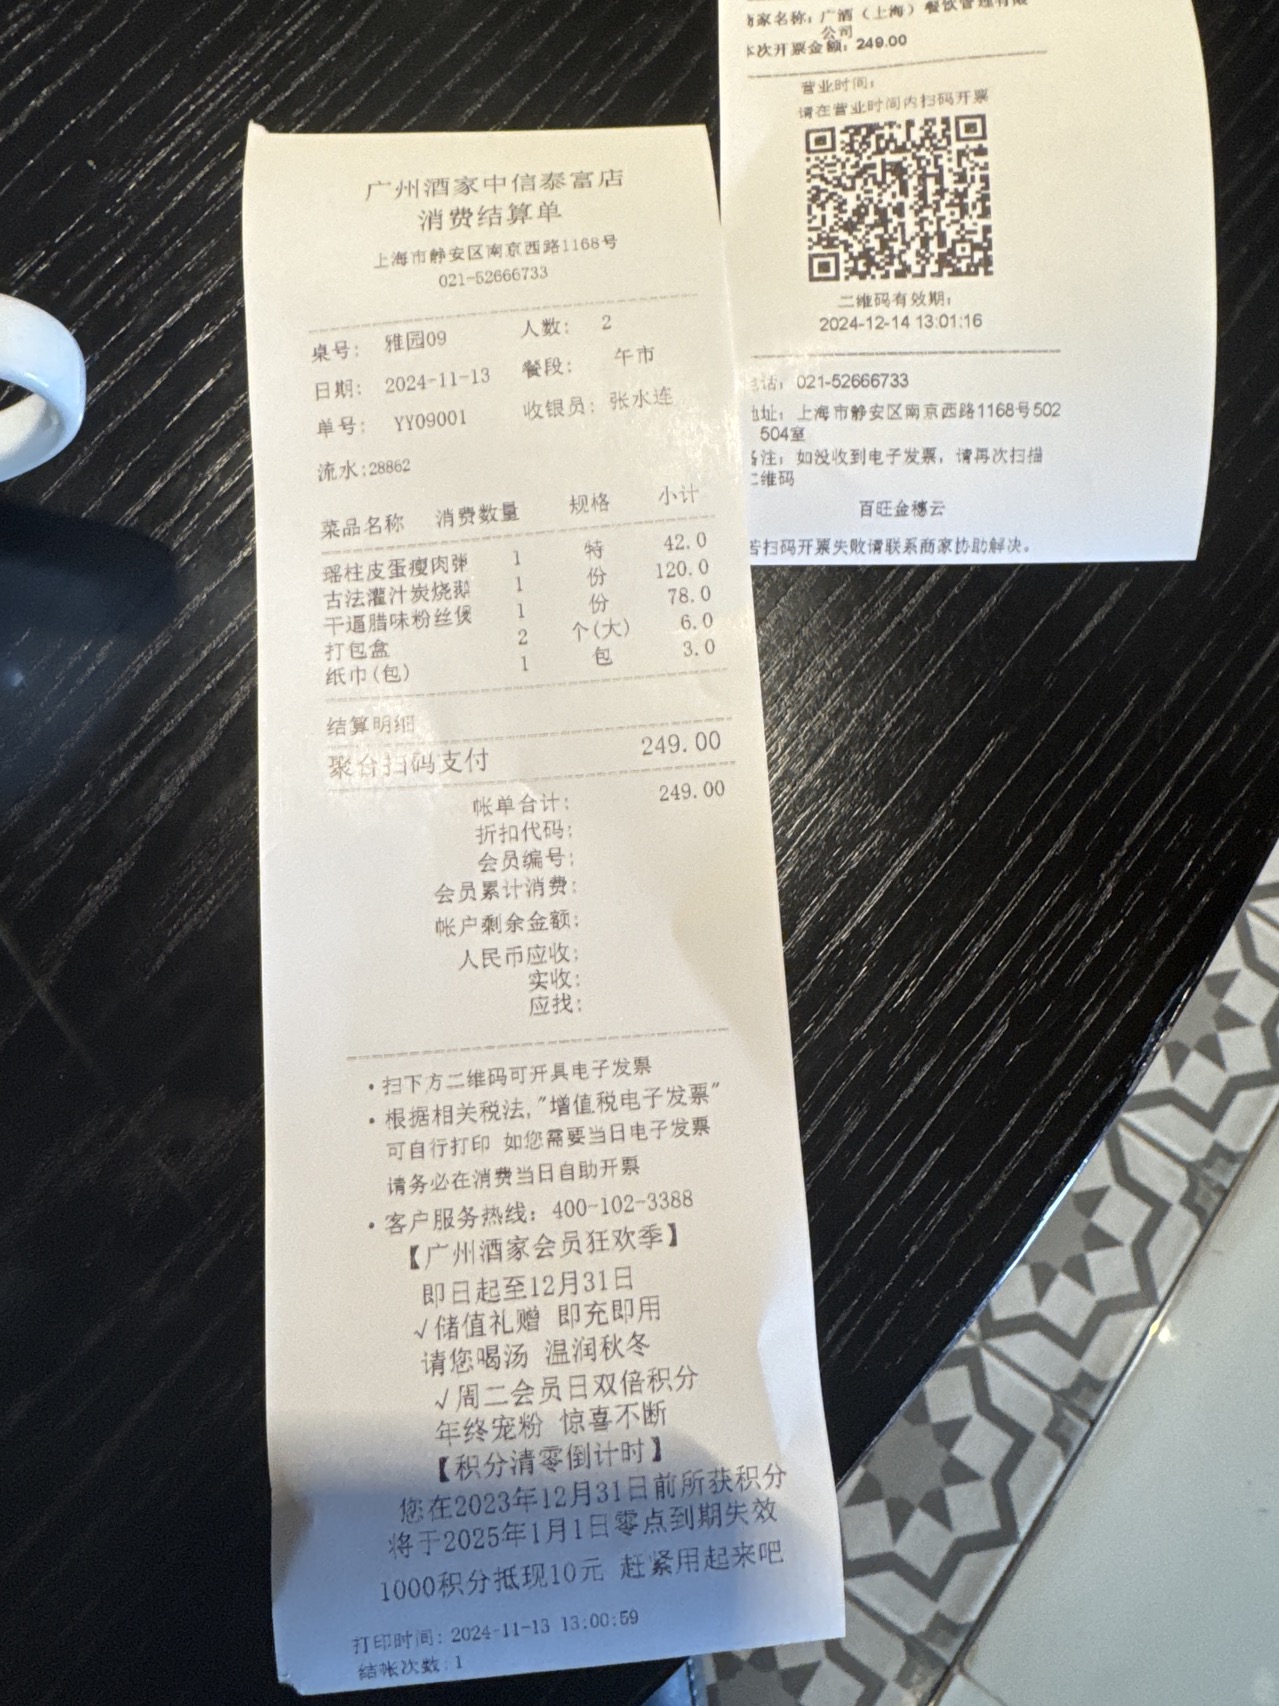 广州酒家中信泰富店
消费结算单
上海市静安区南京西路1168号
021-52666733
桌号: 雅园09 人数: 2
日期: 2024-11-13 餐段: 午市
单号: YY09001 收银员: 张水连
流水:28862
菜品名称 消费数量 规格 小计
瑶柱皮蛋瘦肉粥 1 特 42.0
古法灌汁炭烧鹅 1 份 120.0
干逼腊味粉丝煲 1 份 78.0
打包盒 2 个(大) 6.0
纸巾(包) 1 包 3.0
结算明细
聚合扫码支付 249.00
帐单合计: 249.00
折扣代码:
会员编号:
会员累计消费:
帐户剩余金额:
人民币应收:
实收:
应找:
·扫下方二维码可开具电子发票
·根据相关税法,"增值税电子发票"
可自行打印 如您需要当日电子发票
请务必在消费当日自助开票
·客户服务热线: 400-102-3388
【广州酒家会员狂欢季】
即日起至12月31日
√储值礼赠 即充即用
请您喝汤 温润秋冬
√周二会员日双倍积分
年终宠粉 惊喜不断
【积分清零倒计时】
您在2023年12月31日前所获积分
将于2025年1月1日零点到期失效
1000积分抵现10元 赶紧用起来吧
打印时间: 2024-11-13 13:00:59
结帐次数: 1
商家名称: 广酒（上海）餐饮管理有限
公司
本次开票金额: 249.00
营业时间:
请在营业时间内扫码开票
二维码有效期:
2024-12-14 13:01:16
电话: 021-52666733
地址: 上海市静安区南京西路1168号502
504室
备注: 如没收到电子发票，请再次扫描
二维码
百旺金穗云
若扫码开票失败请联系商家协助解决。